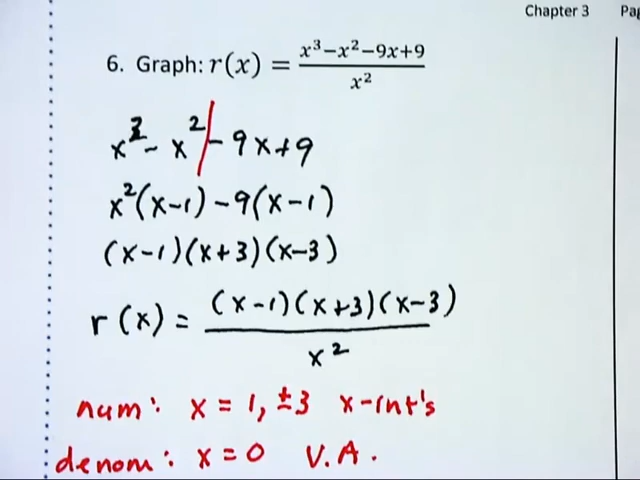 Chapter 3 Pa
6. Graph: r(x) = x³−x²−9x+9 / x²
x³ - x² - 9x + 9
x²(x-1) - 9(x-1)
(x-1)(x+3)(x-3)
r(x) = (x-1)(x+3)(x-3) / x²
num: x = 1, ±3 x-int's
denom: x = 0 V.A.